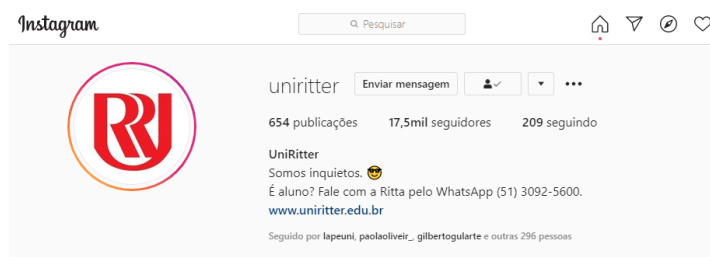 Instagram
Pesquisar
uniritter Enviar mensagem
654 publicações 17,5mil seguidores 209 seguindo
UniRitter
Somos inquietos. 😎
É aluno? Fale com a Ritta pelo WhatsApp (51) 3092-5600.
www.uniritter.edu.br
Seguido por lapeuni, paolaoliveir_, gilbertogularte e outras 296 pessoas